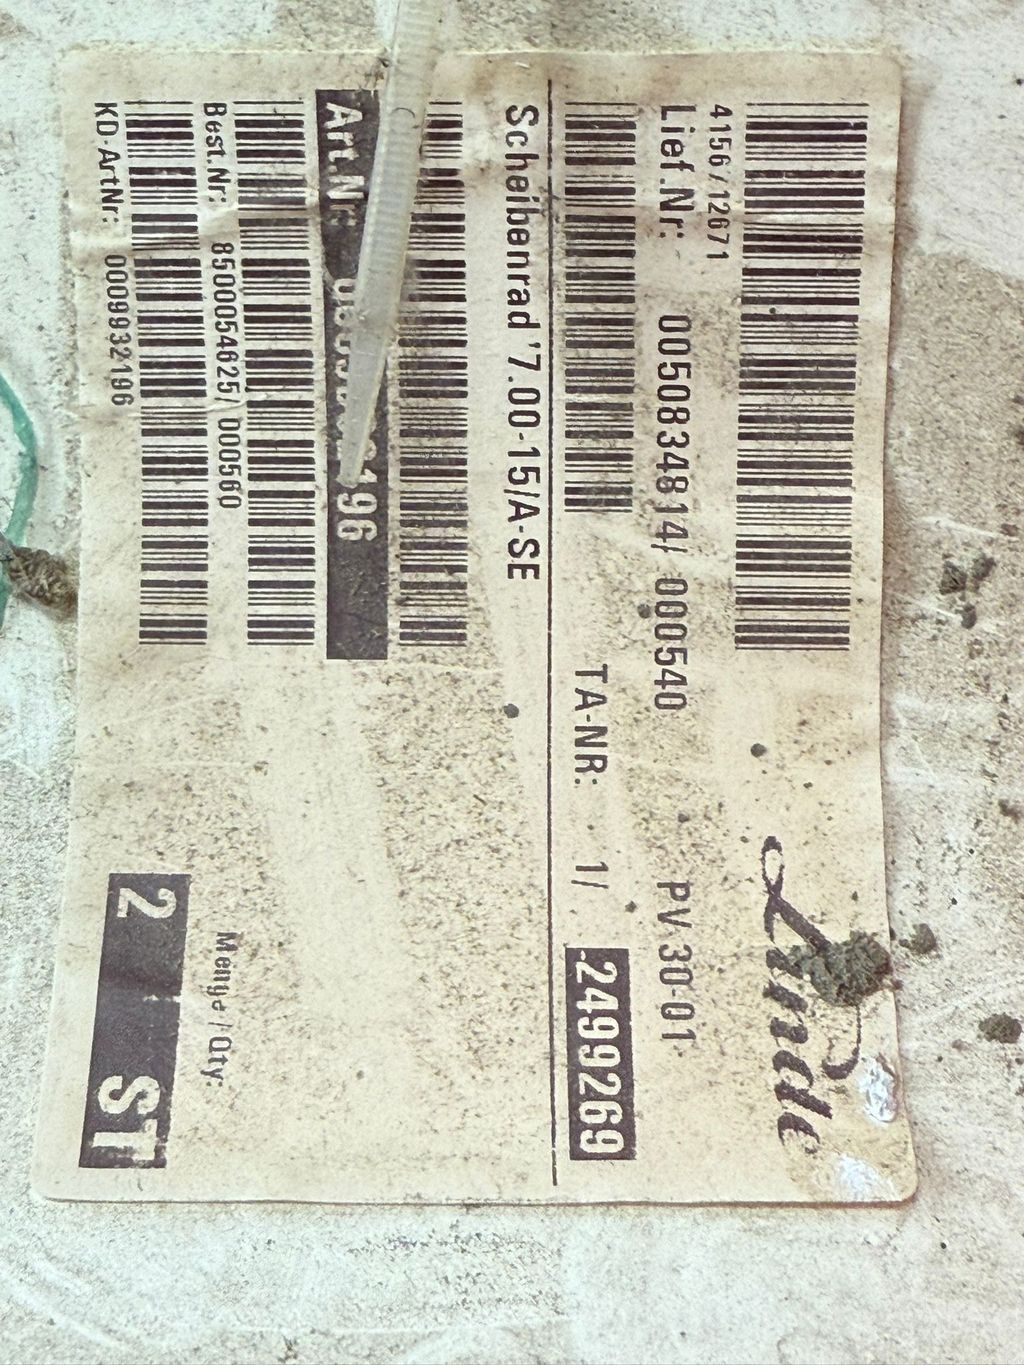 Linde
4156 / 12671
Lief.Nr: 0050834814/ 000540 PV 30-01
TA-NR: 1/ 2499269
Scheibenrad '7.00-15/A-SE
Art.Nr:
Best.Nr: 8500054625/ 000560
KD-ArtNr: 0009932196
Menge / Qty:
2 ST